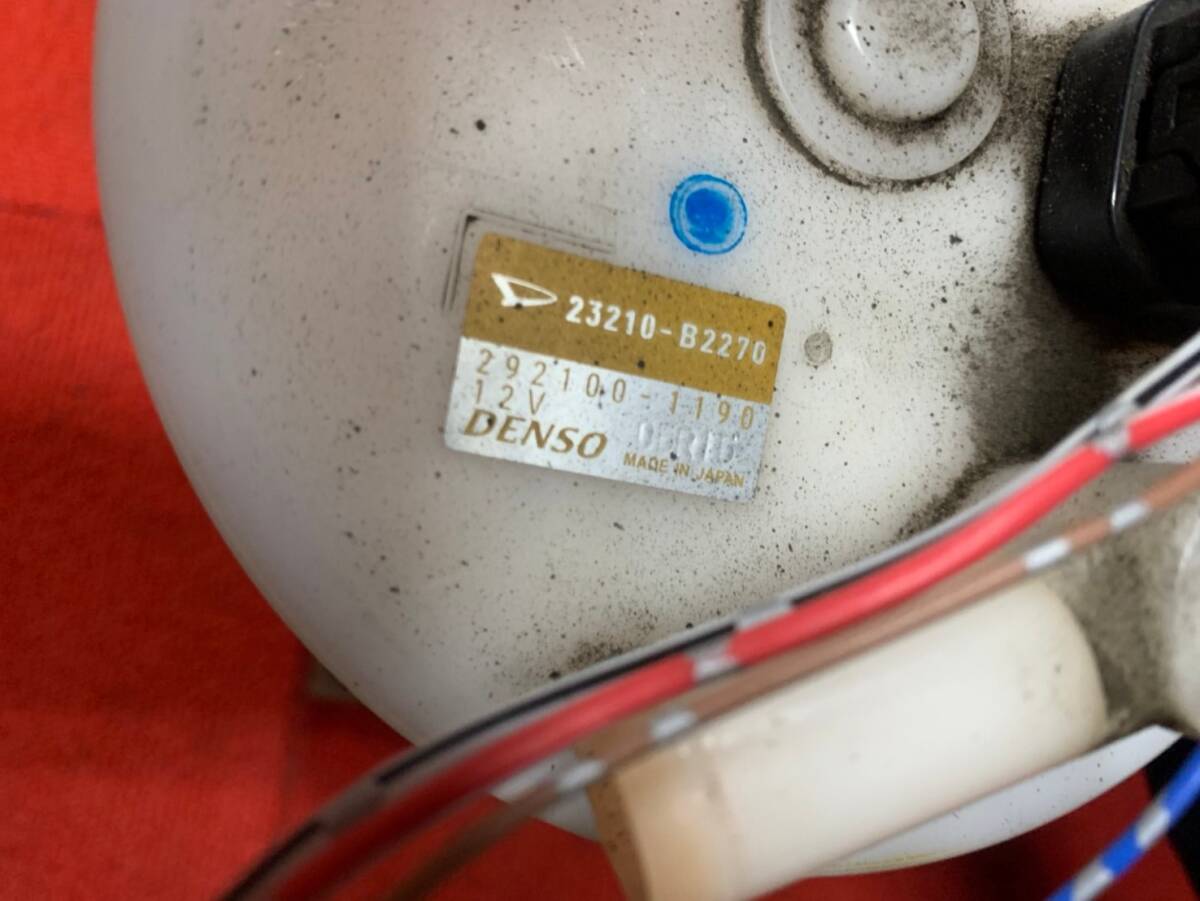 23210-B2270
292100-1190
12V
DENSO
MADE IN JAPAN